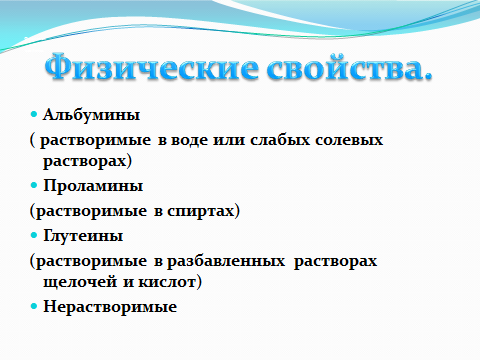 Физические свойства.
Альбумины
( растворимые в воде или слабых солевых
растворах)
Проламины
(растворимые в спиртах)
Глутеины
(растворимые в разбавленных растворах
щелочей и кислот)
Нерастворимые